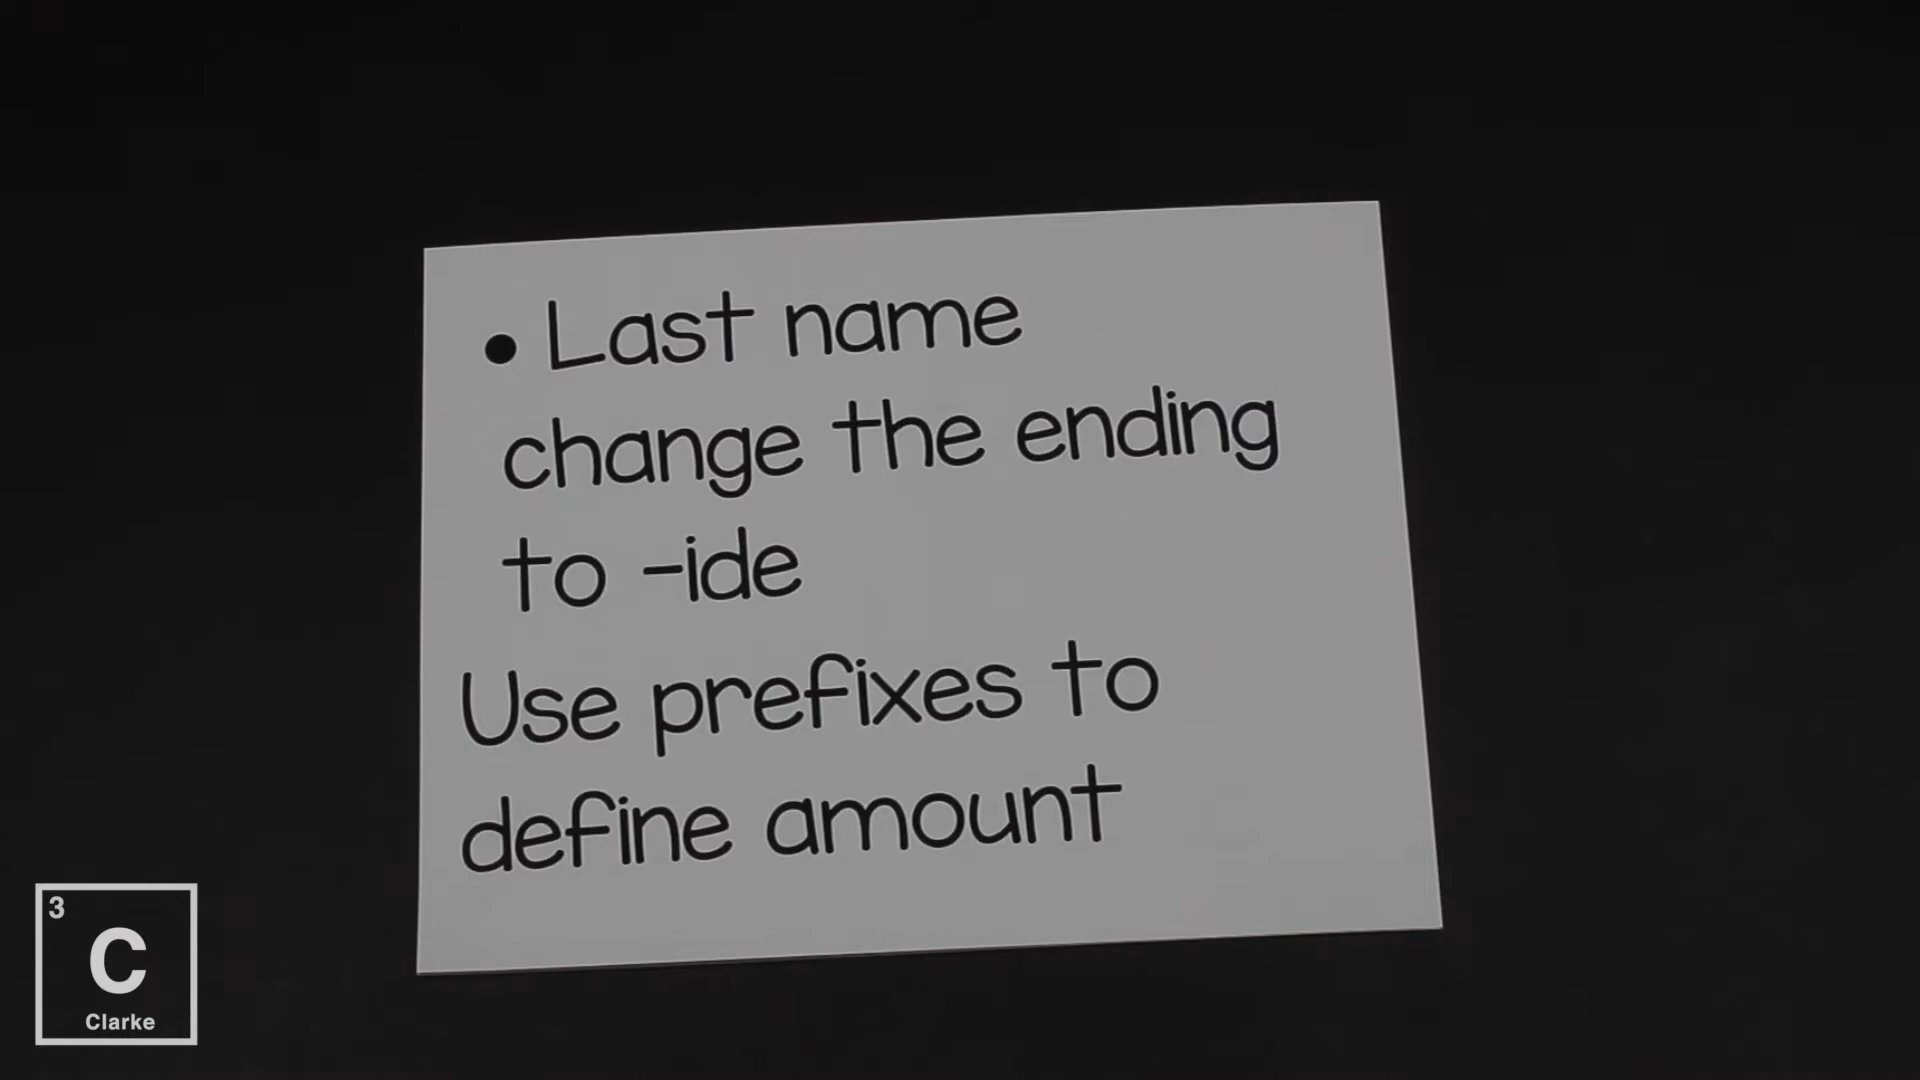 • Last name
change the ending
to -ide
Use prefixes to
define amount
3
C
Clarke